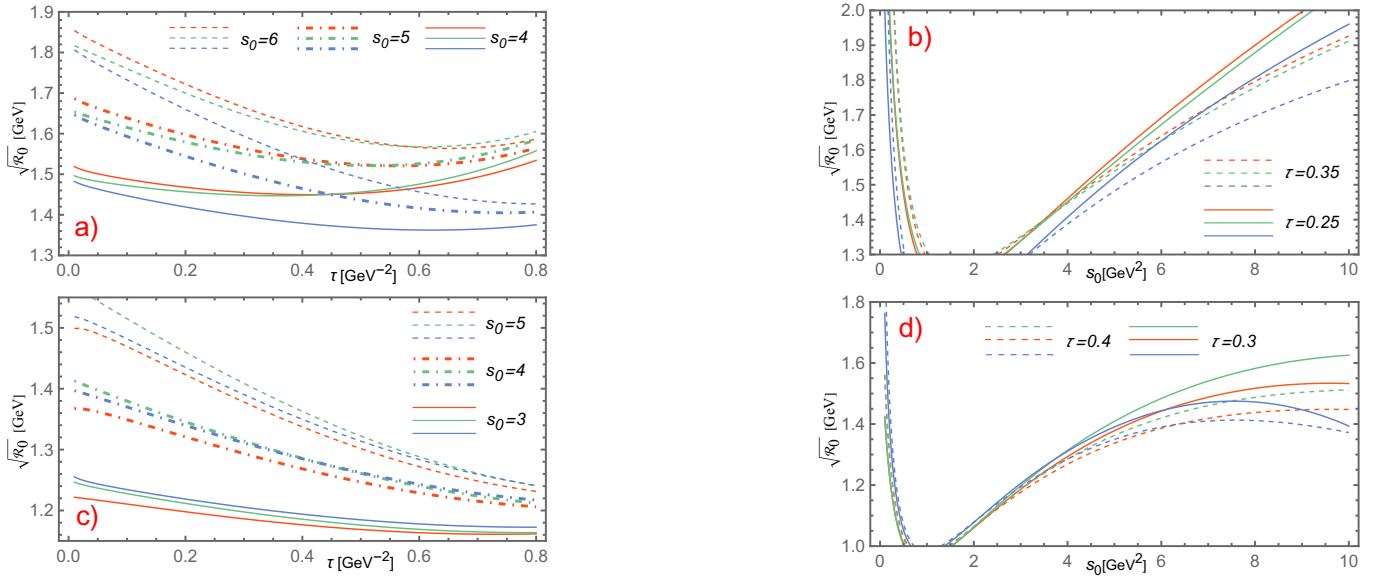 1.9
1.8
1.7
1.6
1.5
1.4
1.3
√R₀ [GeV]
s₀=6
s₀=5
s₀=4
a)
0.0 0.2 0.4 0.6 0.8
τ [GeV⁻²]
2.0
1.9
1.8
1.7
1.6
1.5
1.4
1.3
√R₀ [GeV]
b)
τ=0.35
τ=0.25
0 2 4 6 8 10
s₀[GeV²]
1.5
1.4
1.3
1.2
√R₀ [GeV]
s₀=5
s₀=4
s₀=3
c)
0.0 0.2 0.4 0.6 0.8
τ [GeV⁻²]
1.8
1.6
1.4
1.2
1.0
√R₀ [GeV]
d)
τ=0.4
τ=0.3
0 2 4 6 8 10
s₀[GeV²]